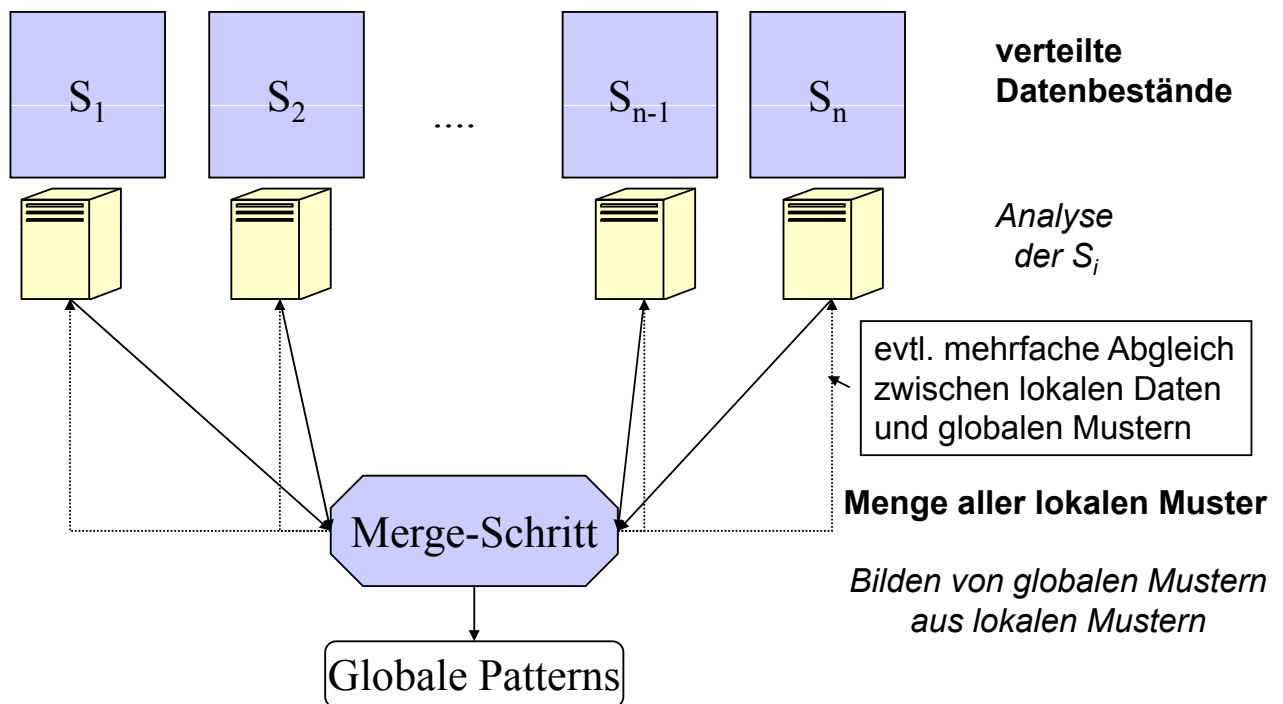 S₁
S₂
....
Sₙ₋₁
Sₙ
verteilte
Datenbestände
Analyse
der Sᵢ
evtl. mehrfache Abgleich
zwischen lokalen Daten
und globalen Mustern
Menge aller lokalen Muster
Merge-Schritt
Bilden von globalen Mustern
aus lokalen Mustern
Globale Patterns